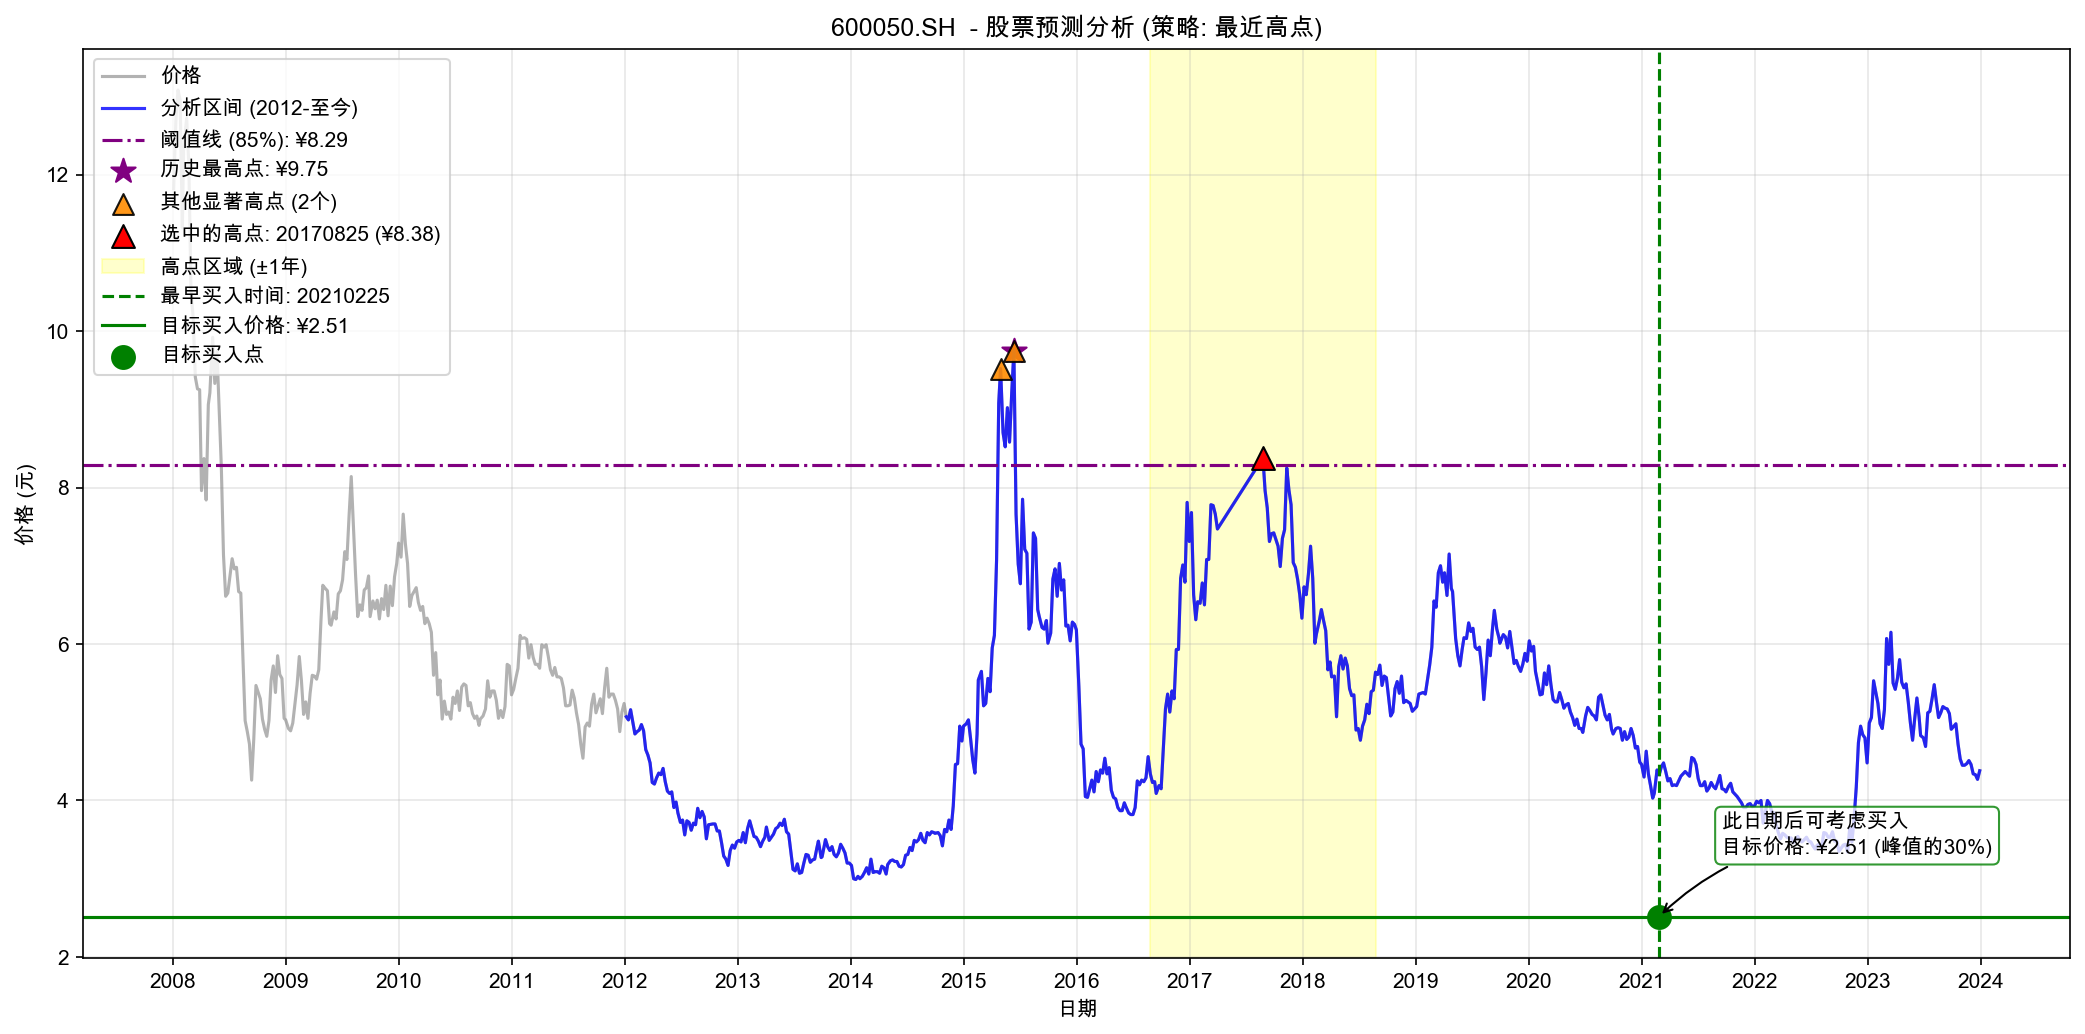 600050.SH - 股票预测分析 (策略: 最近高点)
价格
分析区间 (2012-至今)
阈值线 (85%): ¥8.29
历史最高点: ¥9.75
其他显著高点 (2个)
选中的高点: 20170825 (¥8.38)
高点区域 (±1年)
最早买入时间: 20210225
目标买入价格: ¥2.51
目标买入点
价格 (元)
12
10
8
6
4
2
此日期后可考虑买入
目标价格: ¥2.51 (峰值的30%)
2008
2009
2010
2011
2012
2013
2014
2015
2016
2017
2018
2019
2020
2021
2022
2023
2024
日期